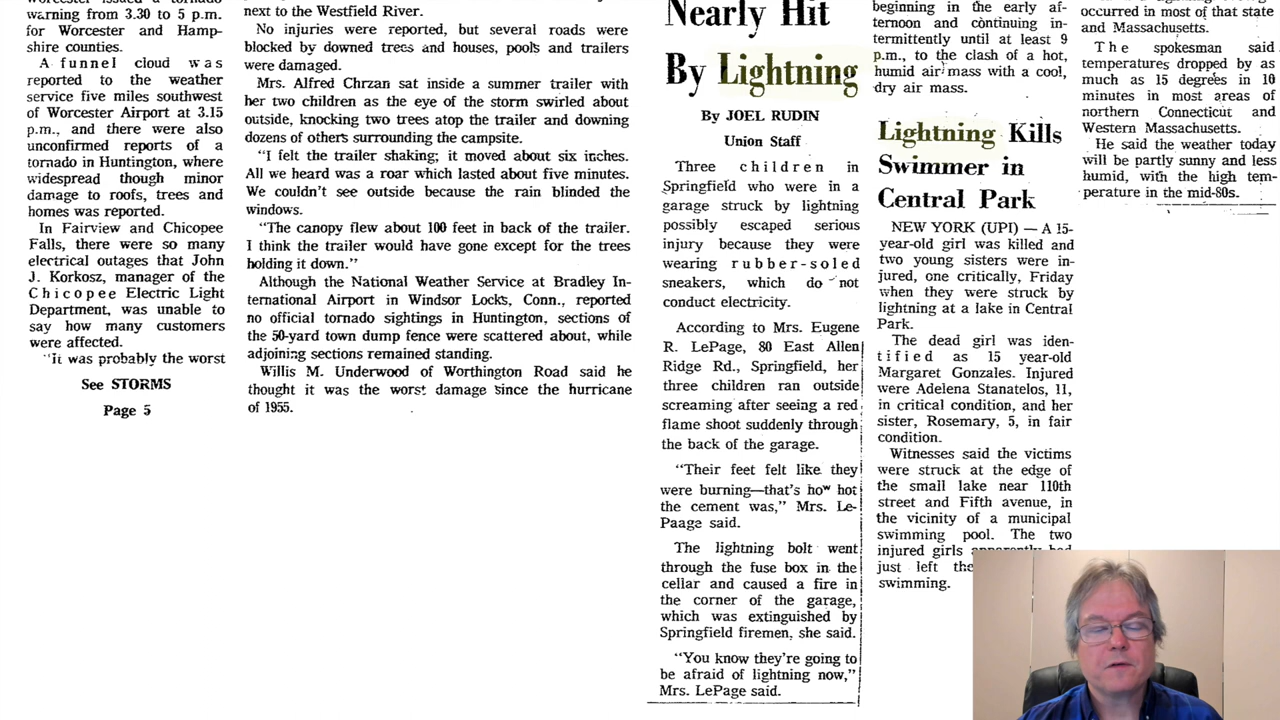 Worcester issued a tornado
warning from 3.30 to 5 p.m.
for Worcester and Hamp-
shire counties.
A funnel cloud was
reported to the weather
service five miles southwest
of Worcester Airport at 3.15
p.m., and there were also
unconfirmed reports of a
tornado in Huntington, where
widespread though minor
damage to roofs, trees and
homes was reported.
In Fairview and Chicopee
Falls, there were so many
electrical outages that John
J. Korkosz, manager of the
Chicopee Electric Light
Department, was unable to
say how many customers
were affected.
"it was probably the worst
See STORMS
Page 5
next to the Westfield River.
No injuries were reported, but several roads were
blocked by downed trees and houses, pools and trailers
were damaged.
Mrs. Alfred Chrzan sat inside a summer trailer with
her two children as the eye of the storm swirled about
outside, knocking two trees atop the trailer and downing
dozens of others surrounding the campsite.
"I felt the trailer shaking; it moved about six inches.
All we heard was a roar which lasted about five minutes.
We couldn't see outside because the rain blinded the
windows.
"The canopy flew about 100 feet in back of the trailer.
I think the trailer would have gone except for the trees
holding it down."
Although the National Weather Service at Bradley In-
ternational Airport in Windsor Locks, Conn., reported
no official tornado sightings in Huntington, sections of
the 50-yard town dump fence were scattered about, while
adjoining sections remained standing.
Willis M. Underwood of Worthington Road said he
thought it was the worst damage since the hurricane
of 1955.
Nearly Hit
By Lightning
By JOEL RUDIN
Union Staff
Three children in
Springfield who were in a
garage struck by lightning
possibly escaped serious
injury because they were
wearing rubber-soled
sneakers, which do not
conduct electricity.
According to Mrs. Eugene
R. LePage, 80 East Allen
Ridge Rd., Springfield, her
three children ran outside
screaming after seeing a red
flame shoot suddenly through
the back of the garage.
"Their feet felt like they
were burning—that's how hot
the cement was," Mrs. Le-
Paage said.
The lightning bolt went
through the fuse box in the
cellar and caused a fire in
the corner of the garage,
which was extinguished by
Springfield firemen, she said.
"You know they're going to
be afraid of lightning now,"
Mrs. LePage said.
beginning in the early af-
ternoon and continuing in-
termittently until at least 9
p.m., to the clash of a hot,
humid air mass with a cool,
dry air mass.
Lightning Kills
Swimmer in
Central Park
NEW YORK (UPI) — A 15-
year-old girl was killed and
two young sisters were in-
jured, one critically, Friday
when they were struck by
lightning at a lake in Central
Park.
The dead girl was iden-
tified as 15 year-old
Margaret Gonzales. Injured
were Adelena Stanatelos, 11,
in critical condition, and her
sister, Rosemary, 5, in fair
condition.
Witnesses said the victims
were struck at the edge of
the small lake near 110th
street and Fifth avenue, in
the vicinity of a municipal
swimming pool. The two
injured girls apparently had
just left the
swimming.
occurred in most of that state
and Massachusetts.
The spokesman said
temperatures dropped by as
much as 15 degrees in 10
minutes in most areas of
northern Connecticut and
Western Massachusetts.
He said the weather today
will be partly sunny and less
humid, with the high tem-
perature in the mid-80s.